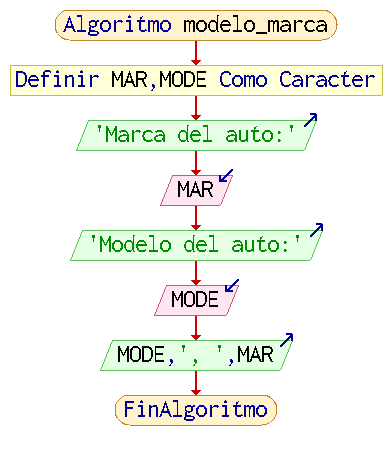 Algoritmo modelo_marca
Definir MAR,MODE Como Caracter
'Marca del auto:'
MAR
'Modelo del auto:'
MODE
MODE,', ',MAR
FinAlgoritmo